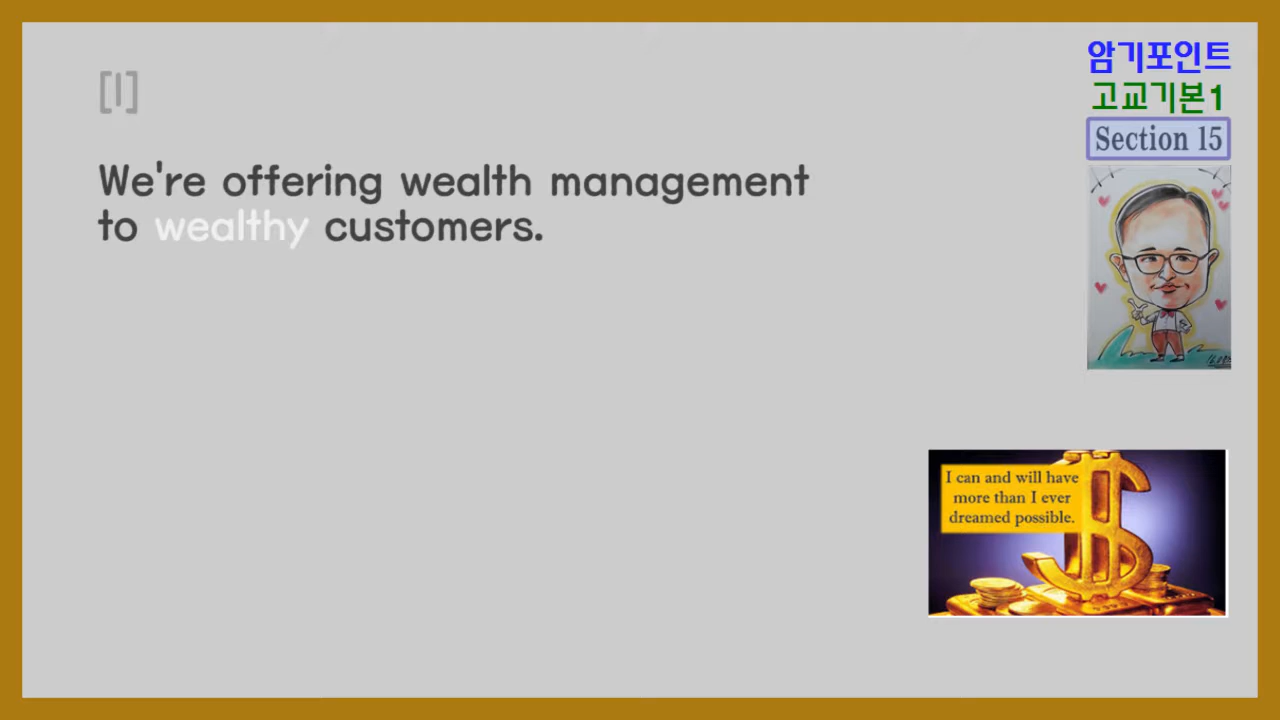 [1]
We're offering wealth management
to wealthy customers.
암기포인트
고교기본1
Section 15
I can and will have
more than I ever
dreamed possible.